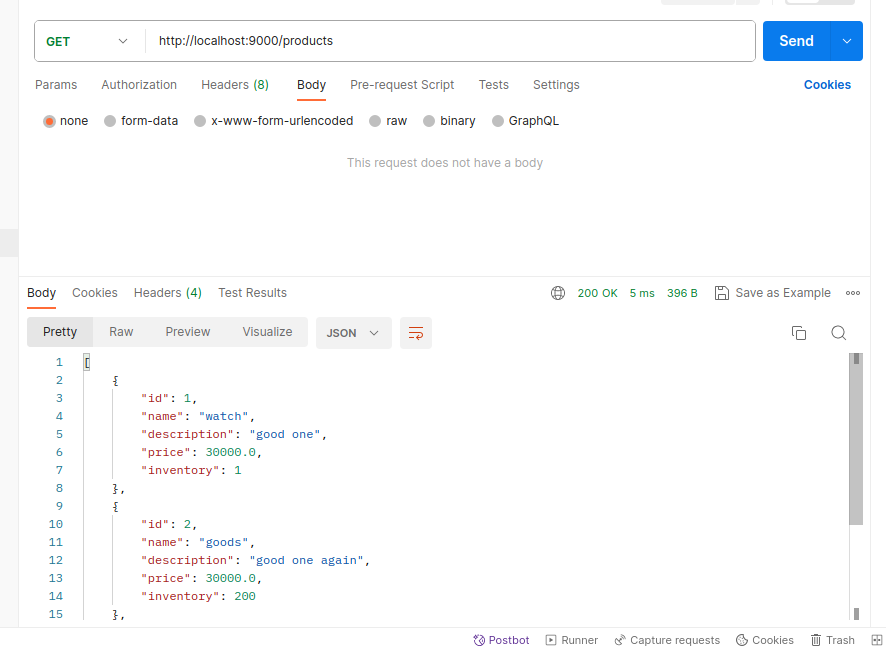 GET http://localhost:9000/products Send
Params Authorization Headers (8) Body Pre-request Script Tests Settings Cookies
none form-data x-www-form-urlencoded raw binary GraphQL
This request does not have a body
Body Cookies Headers (4) Test Results 200 OK 5 ms 396 B Save as Example
Pretty Raw Preview Visualize JSON
1 [
2 {
3 "id": 1,
4 "name": "watch",
5 "description": "good one",
6 "price": 30000.0,
7 "inventory": 1
8 },
9 {
10 "id": 2,
11 "name": "goods",
12 "description": "good one again",
13 "price": 30000.0,
14 "inventory": 200
15 },
Postbot Runner Capture requests Cookies Trash